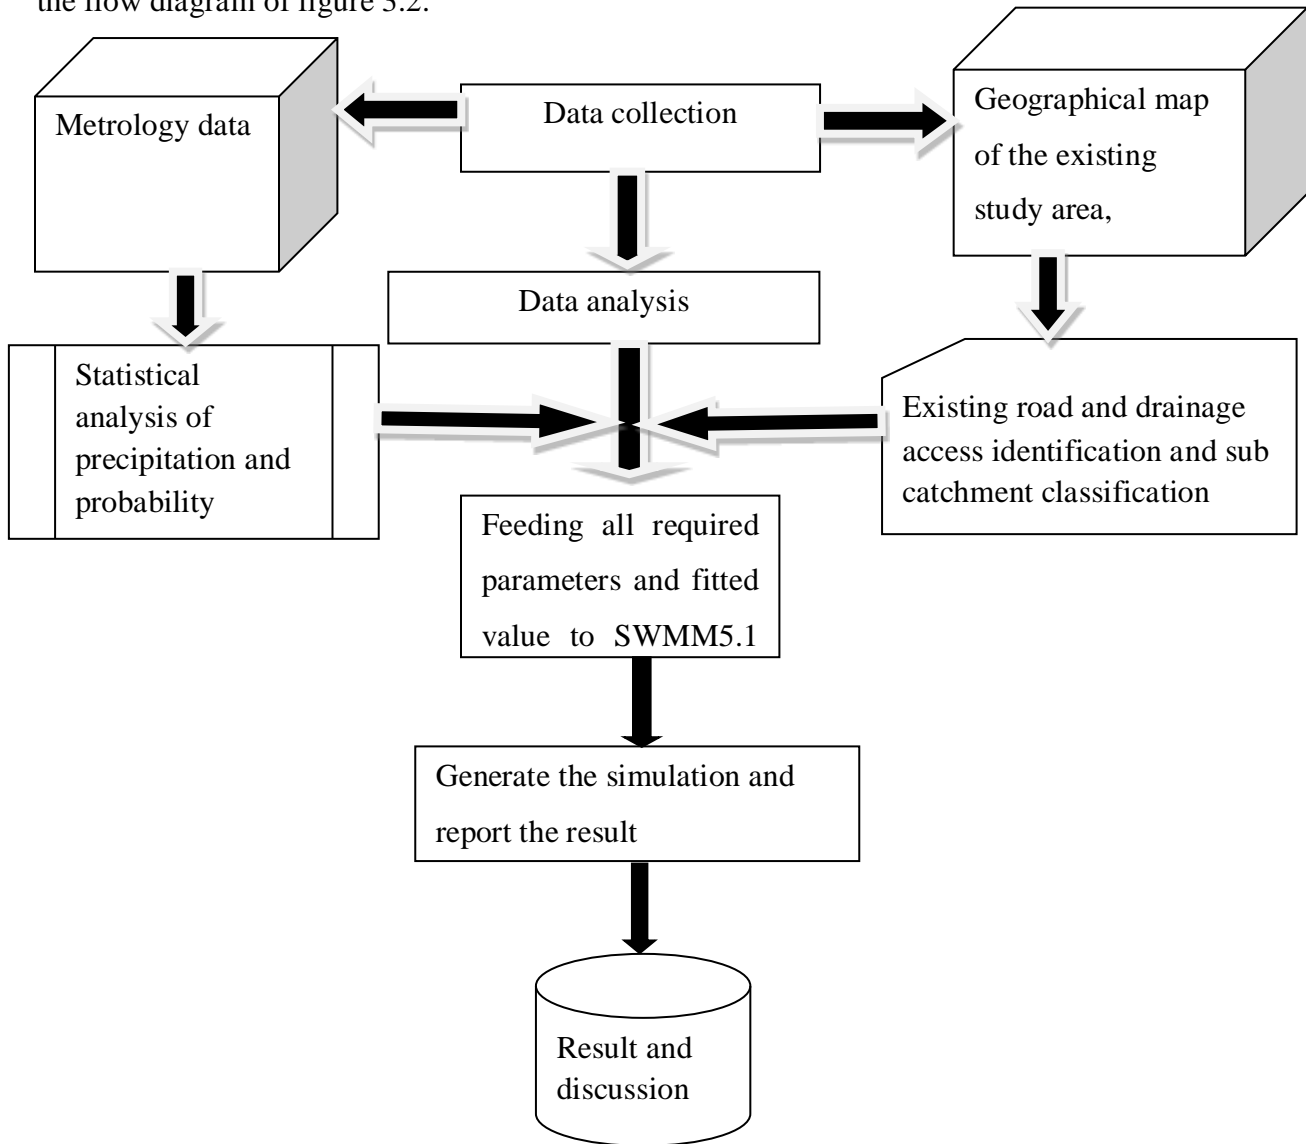 the flow diagram of figure 3.2.
Metrology data
Data collection
Geographical map
of the existing
study area,
Data analysis
Statistical
analysis of
precipitation and
probability
Existing road and drainage
access identification and sub
catchment classification
Feeding all required
parameters and fitted
value to SWMM5.1
Generate the simulation and
report the result
Result and
discussion